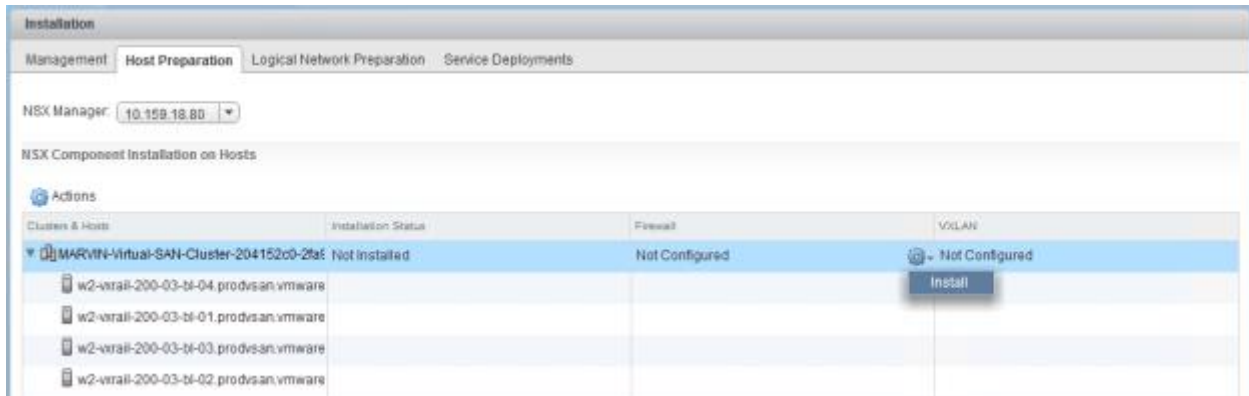 Installation
Management Host Preparation Logical Network Preparation Service Deployments
NSX Manager: 10.159.18.80
NSX Component Installation on Hosts
Actions
Clusters & Hosts Installation Status Firewall VXLAN
MARVIN-Virtual-SAN-Cluster-204152c0-2fa5 Not Installed Not Configured Not Configured
Install
w2-vxrail-200-03-bl-04.prodvsan.vmware
w2-vxrail-200-03-bl-01.prodvsan.vmware
w2-vxrail-200-03-bl-03.prodvsan.vmware
w2-vxrail-200-03-bl-02.prodvsan.vmware